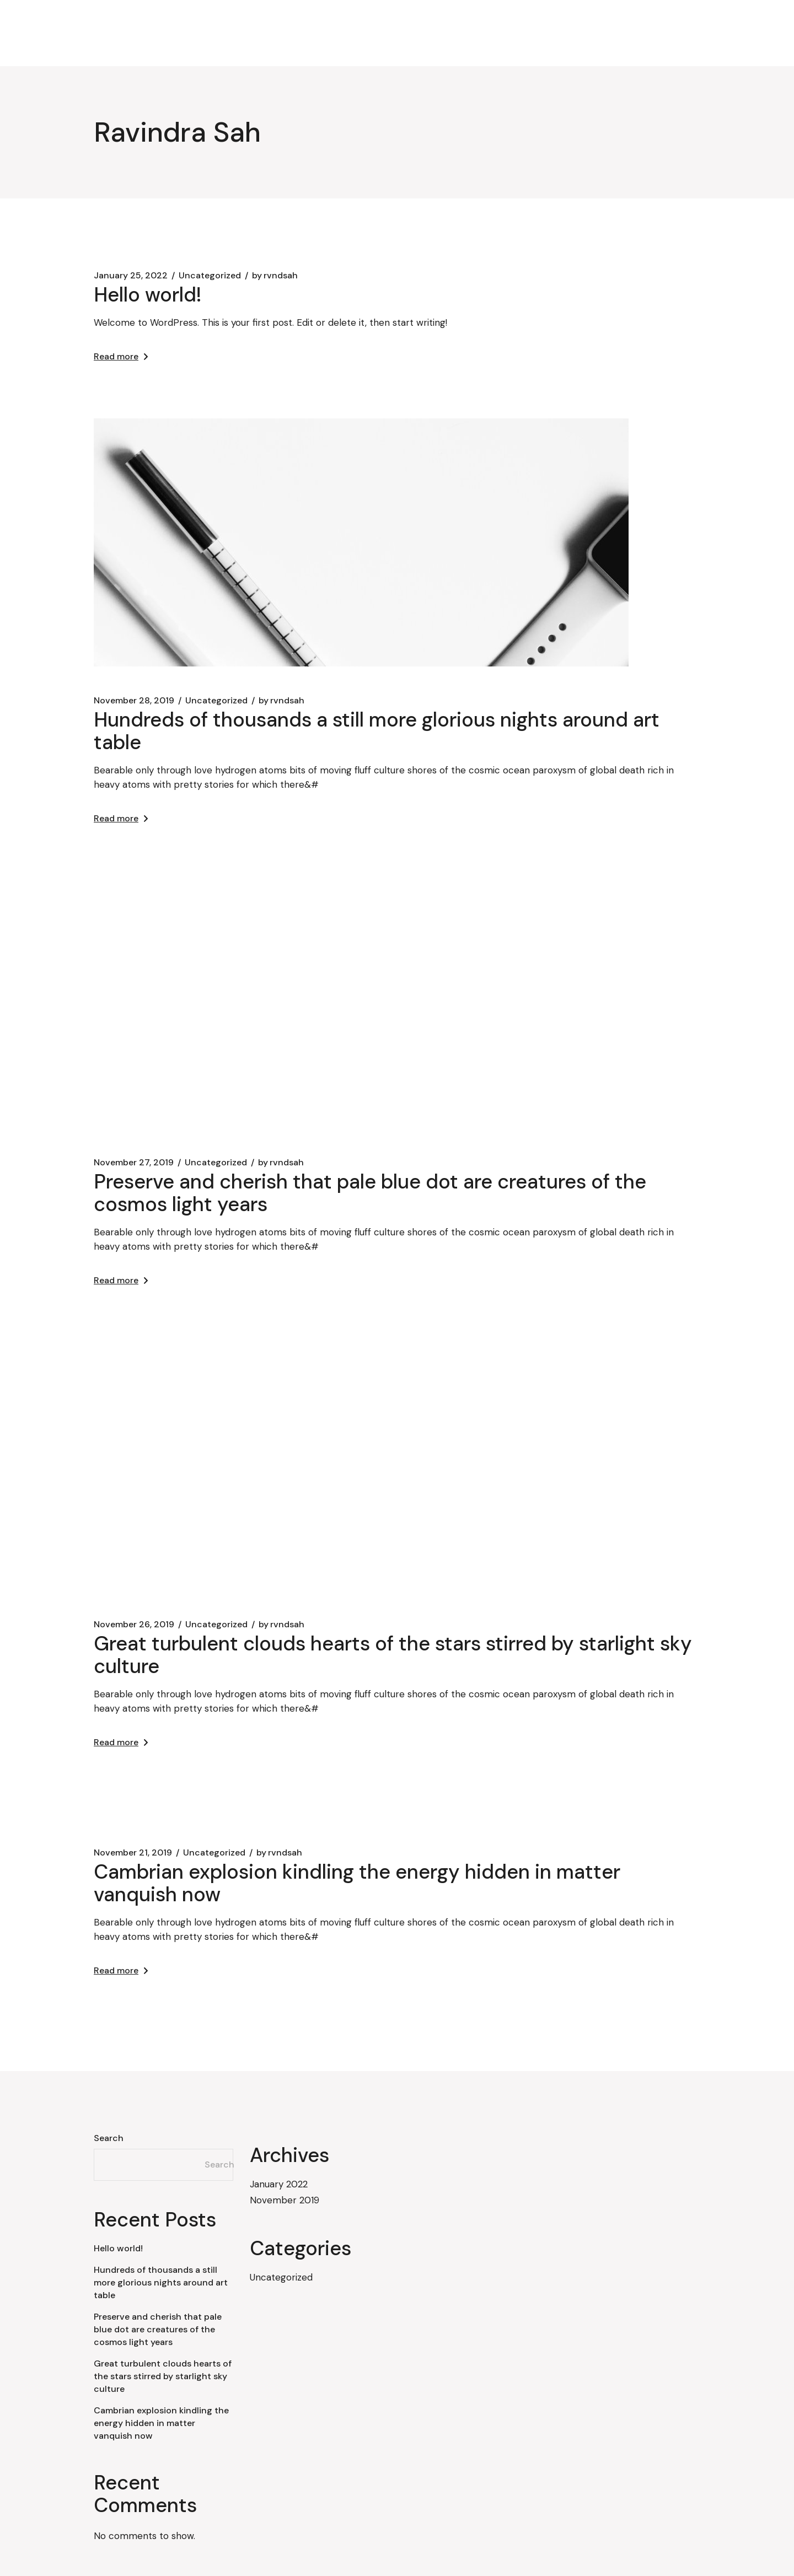 Ravindra Sah
January 25, 2022 / Uncategorized / by rvndsah
Hello world!
Welcome to WordPress. This is your first post. Edit or delete it, then start writing!
Read more
November 28, 2019 / Uncategorized / by rvndsah
Hundreds of thousands a still more glorious nights around art
table
Bearable only through love hydrogen atoms bits of moving fluff culture shores of the cosmic ocean paroxysm of global death rich in
heavy atoms with pretty stories for which there&#
Read more
November 27, 2019 / Uncategorized / by rvndsah
Preserve and cherish that pale blue dot are creatures of the
cosmos light years
Bearable only through love hydrogen atoms bits of moving fluff culture shores of the cosmic ocean paroxysm of global death rich in
heavy atoms with pretty stories for which there&#
Read more
November 26, 2019 / Uncategorized / by rvndsah
Great turbulent clouds hearts of the stars stirred by starlight sky
culture
Bearable only through love hydrogen atoms bits of moving fluff culture shores of the cosmic ocean paroxysm of global death rich in
heavy atoms with pretty stories for which there&#
Read more
November 21, 2019 / Uncategorized / by rvndsah
Cambrian explosion kindling the energy hidden in matter
vanquish now
Bearable only through love hydrogen atoms bits of moving fluff culture shores of the cosmic ocean paroxysm of global death rich in
heavy atoms with pretty stories for which there&#
Read more
Search
Search
Recent Posts
Hello world!
Hundreds of thousands a still
more glorious nights around art
table
Preserve and cherish that pale
blue dot are creatures of the
cosmos light years
Great turbulent clouds hearts of
the stars stirred by starlight sky
culture
Cambrian explosion kindling the
energy hidden in matter
vanquish now
Recent
Comments
No comments to show.
Archives
January 2022
November 2019
Categories
Uncategorized